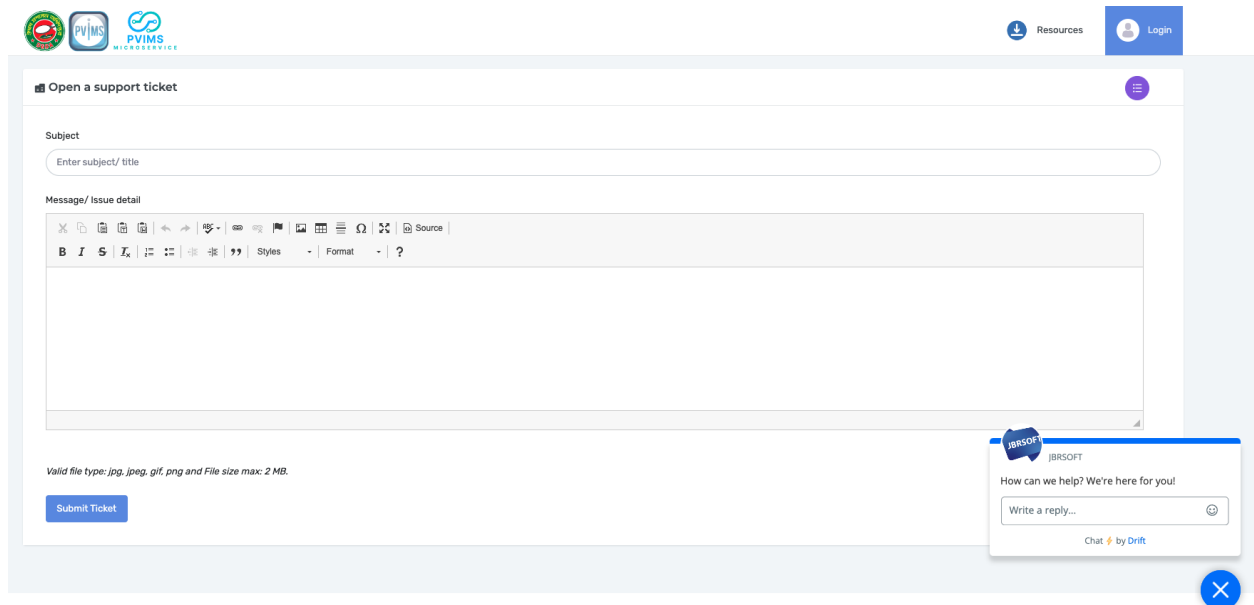 PViMS
PVIMS
MICROSERVICE
Resources
Login
Open a support ticket
Subject
Enter subject/ title
Message/ Issue detail
Source
Styles
Format
Valid file type: jpg, jpeg, gif, png and File size max: 2 MB.
Submit Ticket
JBRSOFT
JBRSOFT
How can we help? We're here for you!
Write a reply...
Chat ⚡ by Drift